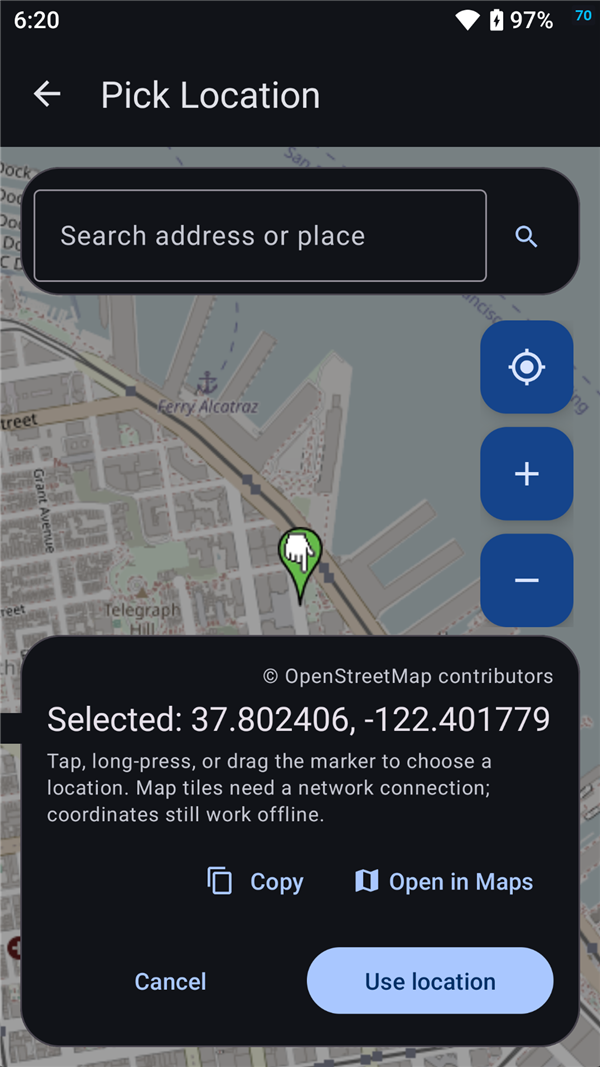 6:20
97%
70
Pick Location
Search address or place
Ferry Alcatraz
Grant Avenue
Telegraph
Hill
© OpenStreetMap contributors
Selected: 37.802406, -122.401779
Tap, long-press, or drag the marker to choose a
location. Map tiles need a network connection;
coordinates still work offline.
Copy
Open in Maps
Cancel
Use location